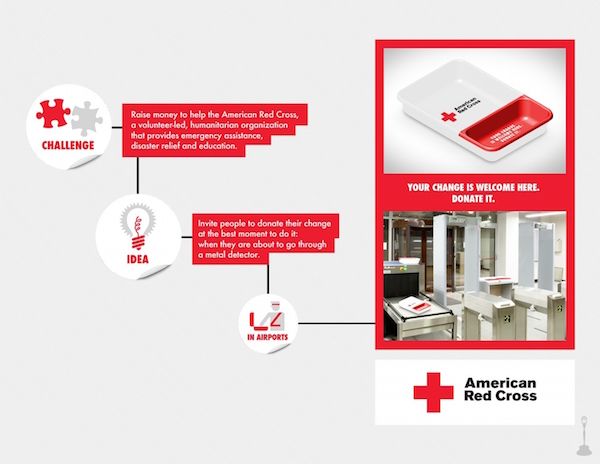 CHALLENGE
Raise money to help the American Red Cross,
a volunteer-led, humanitarian organization
that provides emergency assistance,
disaster relief and education.
IDEA
Invite people to donate their change
at the best moment to do it:
when they are about to go through
a metal detector.
IN AIRPORTS
American
Red Cross
YOUR CHANGE IS WELCOME HERE.
DONATE IT.
American
Red Cross